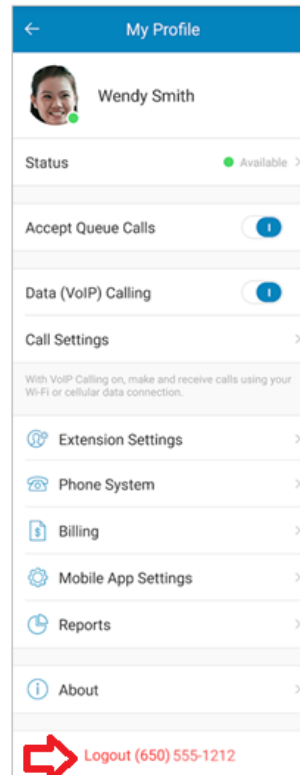 My Profile
Wendy Smith
Status
Available
Accept Queue Calls
Data (VoIP) Calling
Call Settings
With VoIP Calling on, make and receive calls using your
Wi-Fi or cellular data connection.
Extension Settings
Phone System
$ Billing
Mobile App Settings
Reports
i About
Logout (650) 555-1212